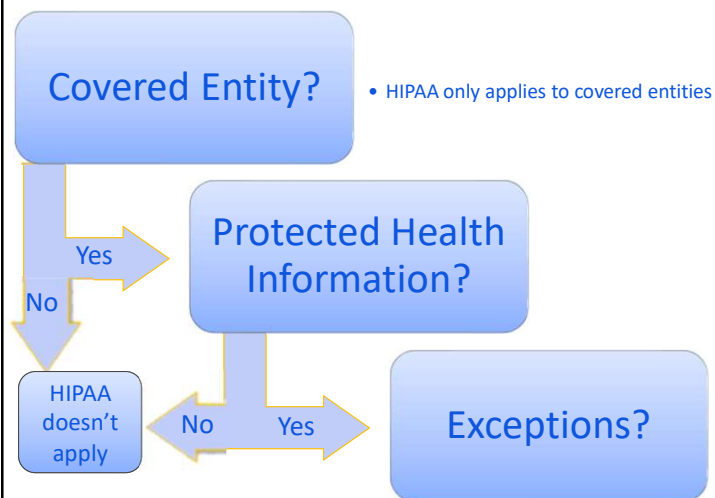 Covered Entity?
• HIPAA only applies to covered entities
Protected Health
Information?
Yes
No
HIPAA
doesn’t
apply
No
Yes
Exceptions?